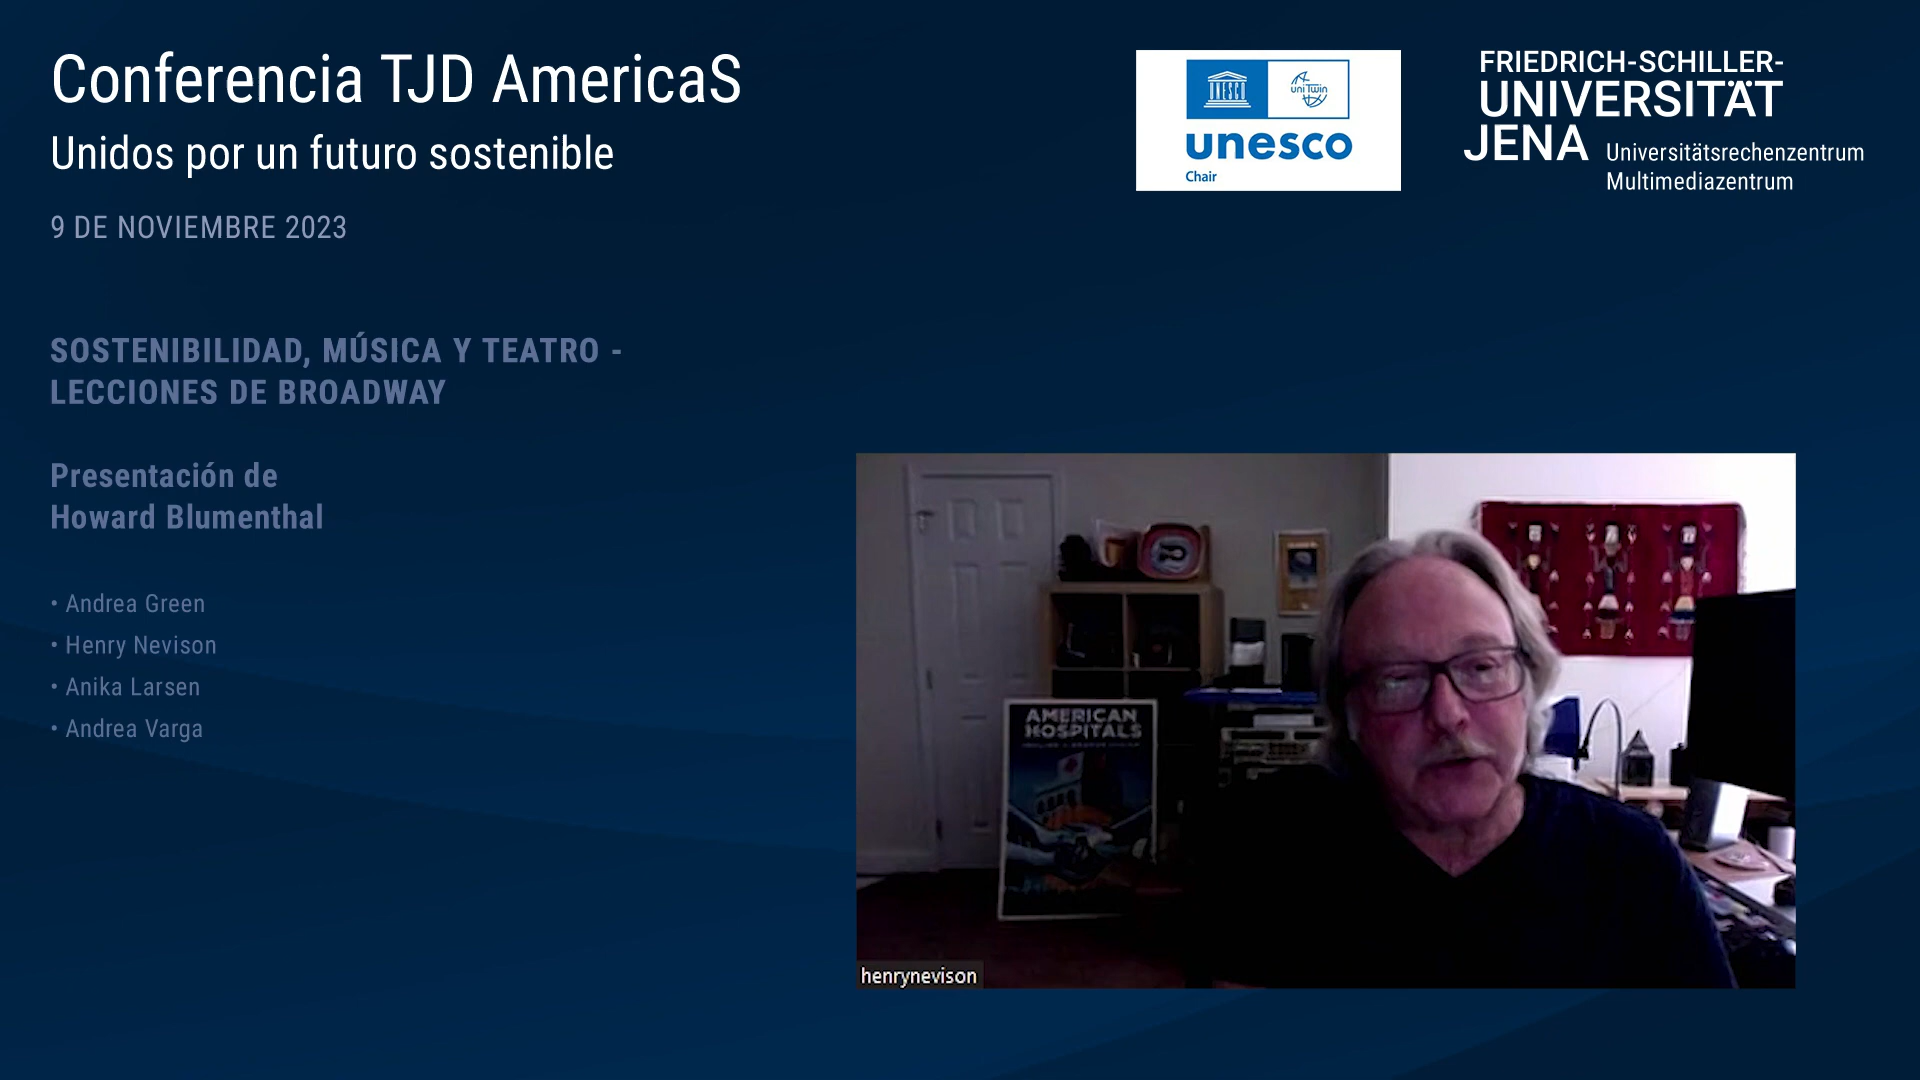 Conferencia TJD AmericaS
Unidos por un futuro sostenible
9 DE NOVIEMBRE 2023
SOSTENIBILIDAD, MÚSICA Y TEATRO -
LECCIONES DE BROADWAY
Presentación de
Howard Blumenthal
• Andrea Green
• Henry Nevison
• Anika Larsen
• Andrea Varga
UNESCO
uniTwin
unesco
Chair
FRIEDRICH-SCHILLER-
UNIVERSITÄT
JENA
Universitätsrechenzentrum
Multimediazentrum
AMERICAN
HOSPITALS
henrynevison